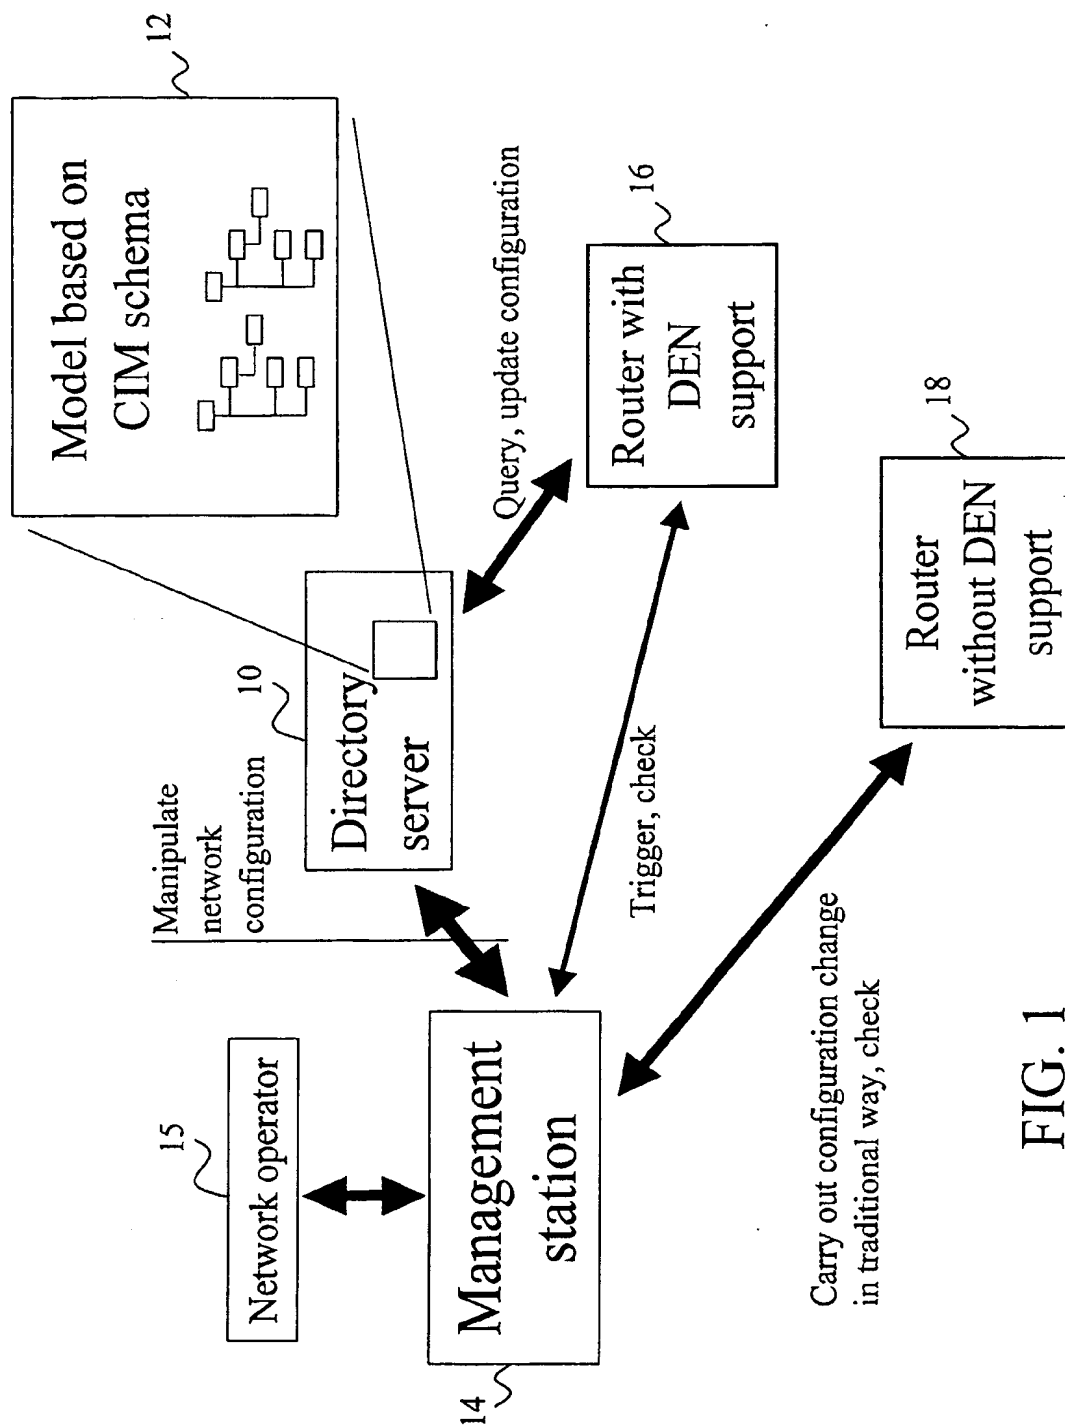 12
Model based on
CIM schema
10
Directory
server
Manipulate
network
configuration
Query, update configuration
16
Router with
DEN
support
15
Network operator
14
Management
station
Trigger, check
18
Router
without DEN
support
Carry out configuration change
in traditional way, check
FIG. 1